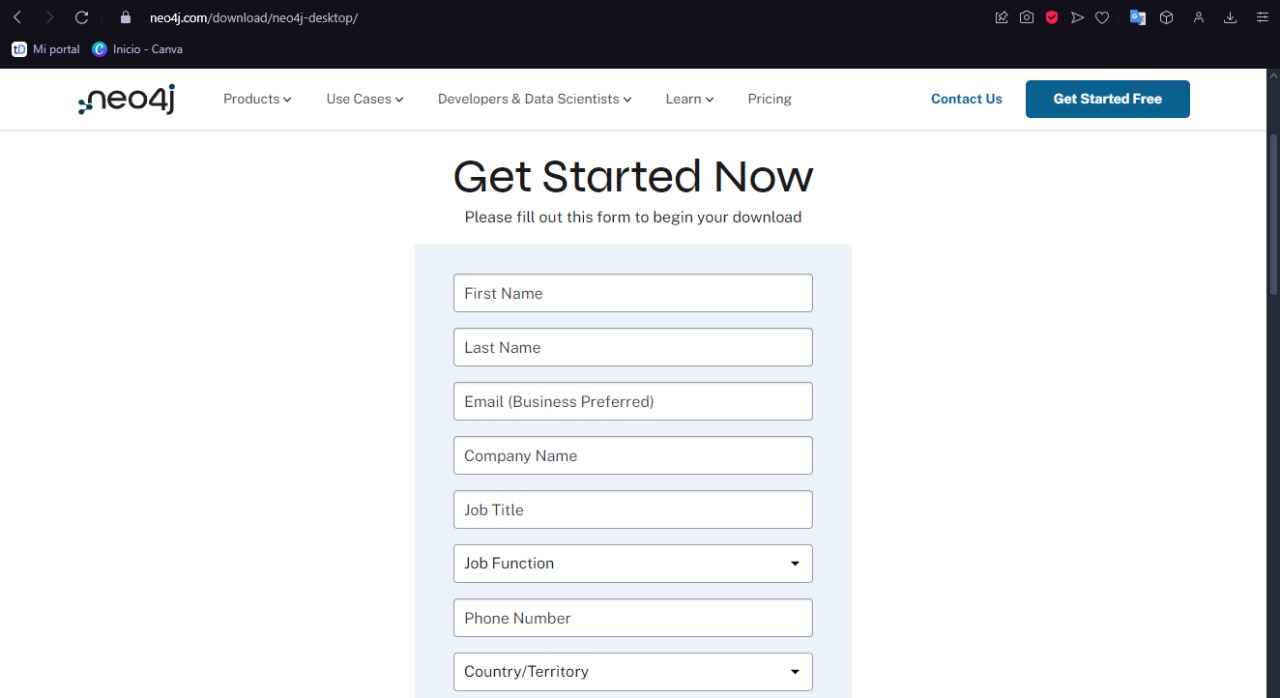 neo4j.com/download/neo4j-desktop/
tD Mi portal C Inicio - Canva
neo4j Products Use Cases Developers & Data Scientists Learn Pricing Contact Us Get Started Free
Get Started Now
Please fill out this form to begin your download
First Name
Last Name
Email (Business Preferred)
Company Name
Job Title
Job Function
Phone Number
Country/Territory